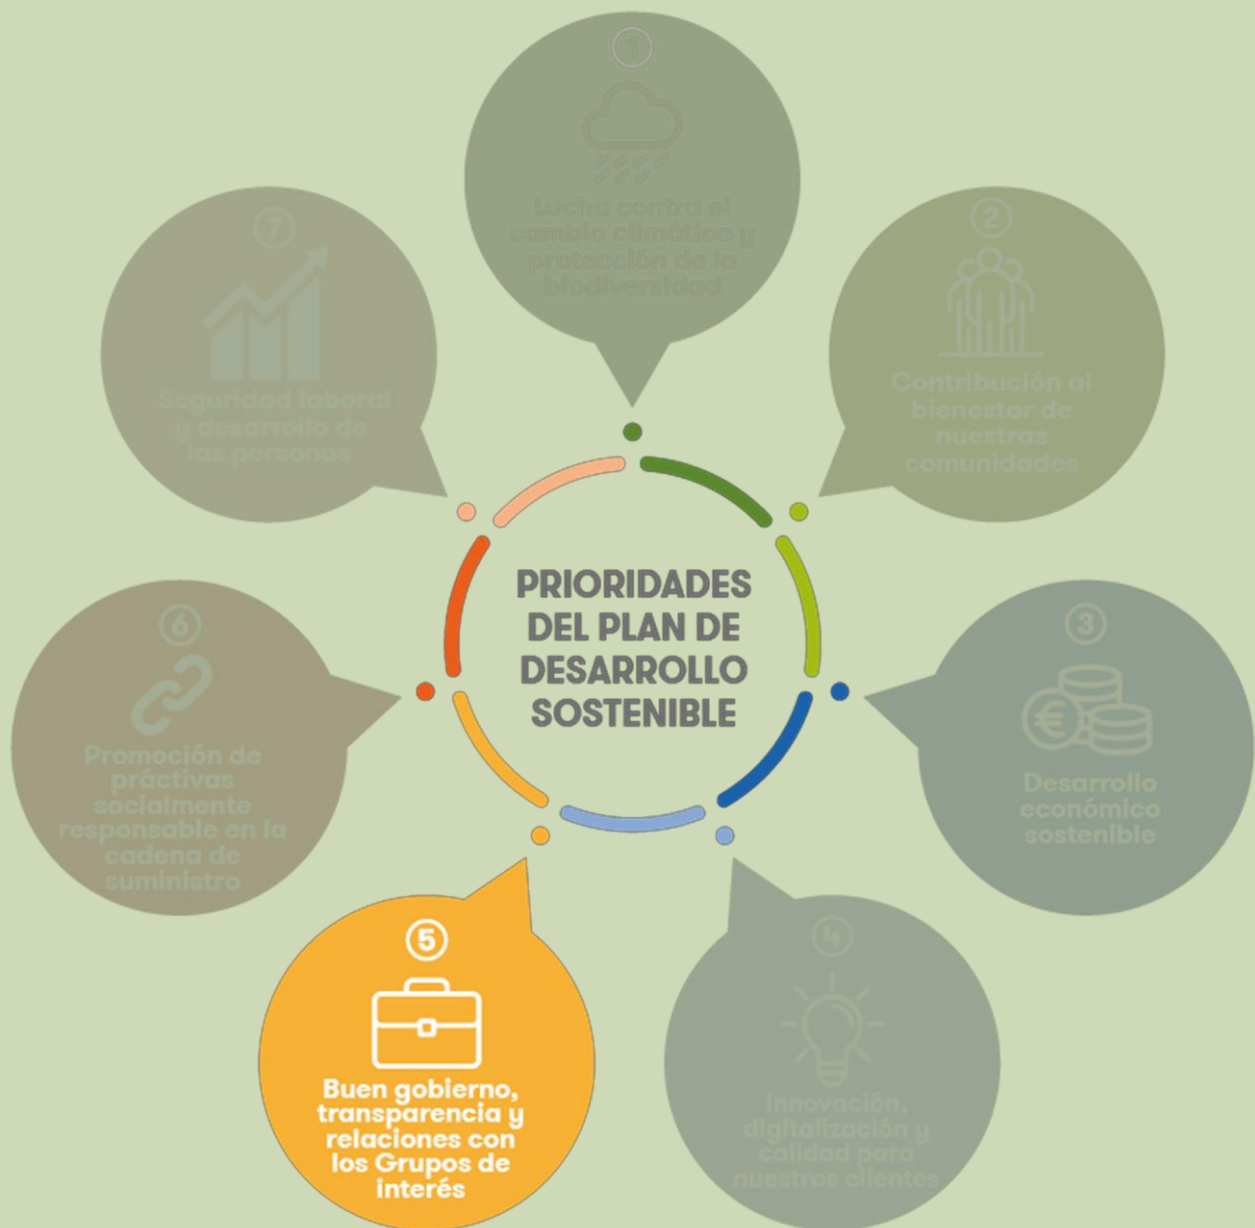 1
Lucha contra el
cambio climático y
protección de la
biodiversidad
2
Contribución al
bienestar de
nuestras
comunidades
3
€
Desarrollo
económico
sostenible
4
Innovación,
digitalización y
calidad para
nuestros clientes
5
Buen gobierno,
transparencia y
relaciones con
los Grupos de
interés
6
Promoción de
práctivas
socialmente
responsable en la
cadena de
suministro
7
Seguridad laboral
y desarrollo de
las personas
PRIORIDADES
DEL PLAN DE
DESARROLLO
SOSTENIBLE